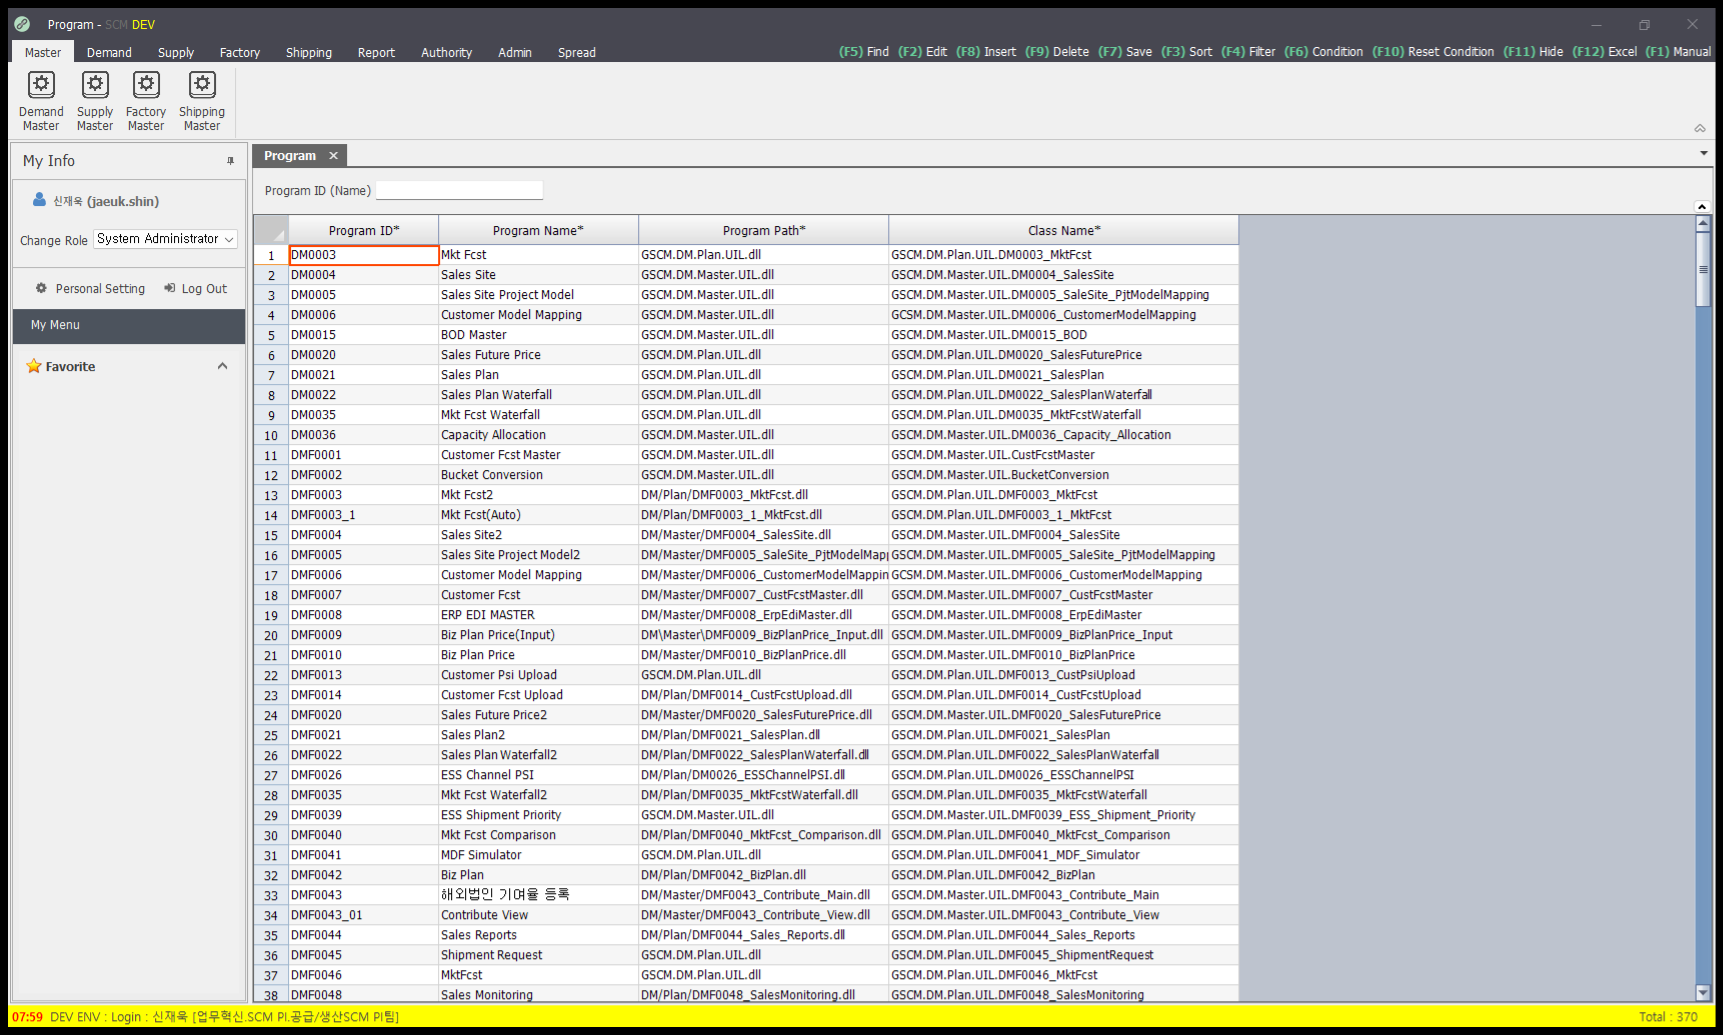 Program - SCM DEV
Master Demand Supply Factory Shipping Report Authority Admin Spread (F5) Find (F2) Edit (F8) Insert (F9) Delete (F7) Save (F3) Sort (F4) Filter (F6) Condition (F10) Reset Condition (F11) Hide (F12) Excel (F1) Manual
Demand Master
Supply Master
Factory Master
Shipping Master
My Info
신재욱 (jaeuk.shin)
Change Role System Administrator
Personal Setting Log Out
My Menu
Favorite
Program
Program ID (Name)
Program ID* Program Name* Program Path* Class Name*
1 DM0003 Mkt Fcst GSCM.DM.Plan.UIL.dll GSCM.DM.Plan.UIL.DM0003_MktFcst
2 DM0004 Sales Site GSCM.DM.Master.UIL.dll GSCM.DM.Master.UIL.DM0004_SalesSite
3 DM0005 Sales Site Project Model GSCM.DM.Master.UIL.dll GSCM.DM.Master.UIL.DM0005_SaleSite_PjtModelMapping
4 DM0006 Customer Model Mapping GSCM.DM.Master.UIL.dll GCSM.DM.Master.UIL.DM0006_CustomerModelMapping
5 DM0015 BOD Master GSCM.DM.Master.UIL.dll GSCM.DM.Master.UIL.DM0015_BOD
6 DM0020 Sales Future Price GSCM.DM.Plan.UIL.dll GSCM.DM.Plan.UIL.DM0020_SalesFuturePrice
7 DM0021 Sales Plan GSCM.DM.Plan.UIL.dll GSCM.DM.Plan.UIL.DM0021_SalesPlan
8 DM0022 Sales Plan Waterfall GSCM.DM.Plan.UIL.dll GSCM.DM.Plan.UIL.DM0022_SalesPlanWaterfall
9 DM0035 Mkt Fcst Waterfall GSCM.DM.Plan.UIL.dll GSCM.DM.Plan.UIL.DM0035_MktFcstWaterfall
10 DM0036 Capacity Allocation GSCM.DM.Master.UIL.dll GSCM.DM.Master.UIL.DM0036_Capacity_Allocation
11 DMF0001 Customer Fcst Master GSCM.DM.Master.UIL.dll GSCM.DM.Master.UIL.CustFcstMaster
12 DMF0002 Bucket Conversion GSCM.DM.Master.UIL.dll GSCM.DM.Master.UIL.BucketConversion
13 DMF0003 Mkt Fcst2 DM/Plan/DMF0003_MktFcst.dll GSCM.DM.Plan.UIL.DMF0003_MktFcst
14 DMF0003_1 Mkt Fcst(Auto) DM/Plan/DMF0003_1_MktFcst.dll GSCM.DM.Plan.UIL.DMF0003_1_MktFcst
15 DMF0004 Sales Site2 DM/Master/DMF0004_SalesSite.dll GSCM.DM.Master.UIL.DMF0004_SalesSite
16 DMF0005 Sales Site Project Model2 DM/Master/DMF0005_SaleSite_PjtModelMapp GSCM.DM.Master.UIL.DMF0005_SaleSite_PjtModelMapping
17 DMF0006 Customer Model Mapping DM/Master/DMF0006_CustomerModelMappin GCSM.DM.Master.UIL.DMF0006_CustomerModelMapping
18 DMF0007 Customer Fcst DM/Master/DMF0007_CustFcstMaster.dll GSCM.DM.Master.UIL.DMF0007_CustFcstMaster
19 DMF0008 ERP EDI MASTER DM/Master/DMF0008_ErpEdiMaster.dll GSCM.DM.Master.UIL.DMF0008_ErpEdiMaster
20 DMF0009 Biz Plan Price(Input) DM\Master\DMF0009_BizPlanPrice_Input.dll GSCM.DM.Master.UIL.DMF0009_BizPlanPrice_Input
21 DMF0010 Biz Plan Price DM/Master/DMF0010_BizPlanPrice.dll GSCM.DM.Master.UIL.DMF0010_BizPlanPrice
22 DMF0013 Customer Psi Upload GSCM.DM.Plan.UIL.dll GSCM.DM.Plan.UIL.DMF0013_CustPsiUpload
23 DMF0014 Customer Fcst Upload DM/Plan/DMF0014_CustFcstUpload.dll GSCM.DM.Plan.UIL.DMF0014_CustFcstUpload
24 DMF0020 Sales Future Price2 DM/Master/DMF0020_SalesFuturePrice.dll GSCM.DM.Master.UIL.DMF0020_SalesFuturePrice
25 DMF0021 Sales Plan2 DM/Plan/DMF0021_SalesPlan.dll GSCM.DM.Plan.UIL.DMF0021_SalesPlan
26 DMF0022 Sales Plan Waterfall2 DM/Plan/DMF0022_SalesPlanWaterfall.dll GSCM.DM.Plan.UIL.DMF0022_SalesPlanWaterfall
27 DMF0026 ESS Channel PSI DM/Plan/DM0026_ESSChannelPSI.dll GSCM.DM.Plan.UIL.DM0026_ESSChannelPSI
28 DMF0035 Mkt Fcst Waterfall2 DM/Plan/DMF0035_MktFcstWaterfall.dll GSCM.DM.Plan.UIL.DMF0035_MktFcstWaterfall
29 DMF0039 ESS Shipment Priority GSCM.DM.Master.UIL.dll GSCM.DM.Master.UIL.DMF0039_ESS_Shipment_Priority
30 DMF0040 Mkt Fcst Comparison DM/Plan/DMF0040_MktFcst_Comparison.dll GSCM.DM.Plan.UIL.DMF0040_MktFcst_Comparison
31 DMF0041 MDF Simulator GSCM.DM.Plan.UIL.dll GSCM.DM.Plan.UIL.DMF0041_MDF_Simulator
32 DMF0042 Biz Plan DM/Plan/DMF0042_BizPlan.dll GSCM.DM.Plan.UIL.DMF0042_BizPlan
33 DMF0043 해외법인 기여율 등록 DM/Master/DMF0043_Contribute_Main.dll GSCM.DM.Master.UIL.DMF0043_Contribute_Main
34 DMF0043_01 Contribute View DM/Master/DMF0043_Contribute_View.dll GSCM.DM.Master.UIL.DMF0043_Contribute_View
35 DMF0044 Sales Reports DM/Plan/DMF0044_Sales_Reports.dll GSCM.DM.Plan.UIL.DMF0044_Sales_Reports
36 DMF0045 Shipment Request GSCM.DM.Plan.UIL.dll GSCM.DM.Plan.UIL.DMF0045_ShipmentRequest
37 DMF0046 MktFcst GSCM.DM.Plan.UIL.dll GSCM.DM.Plan.UIL.DMF0046_MktFcst
38 DMF0048 Sales Monitoring DM/Plan/DMF0048_SalesMonitoring.dll GSCM.DM.Plan.UIL.DMF0048_SalesMonitoring
07:59 DEV ENV : Login : 신재욱 [업무혁신.SCM PI.공급/생산SCM PI팀] Total : 370